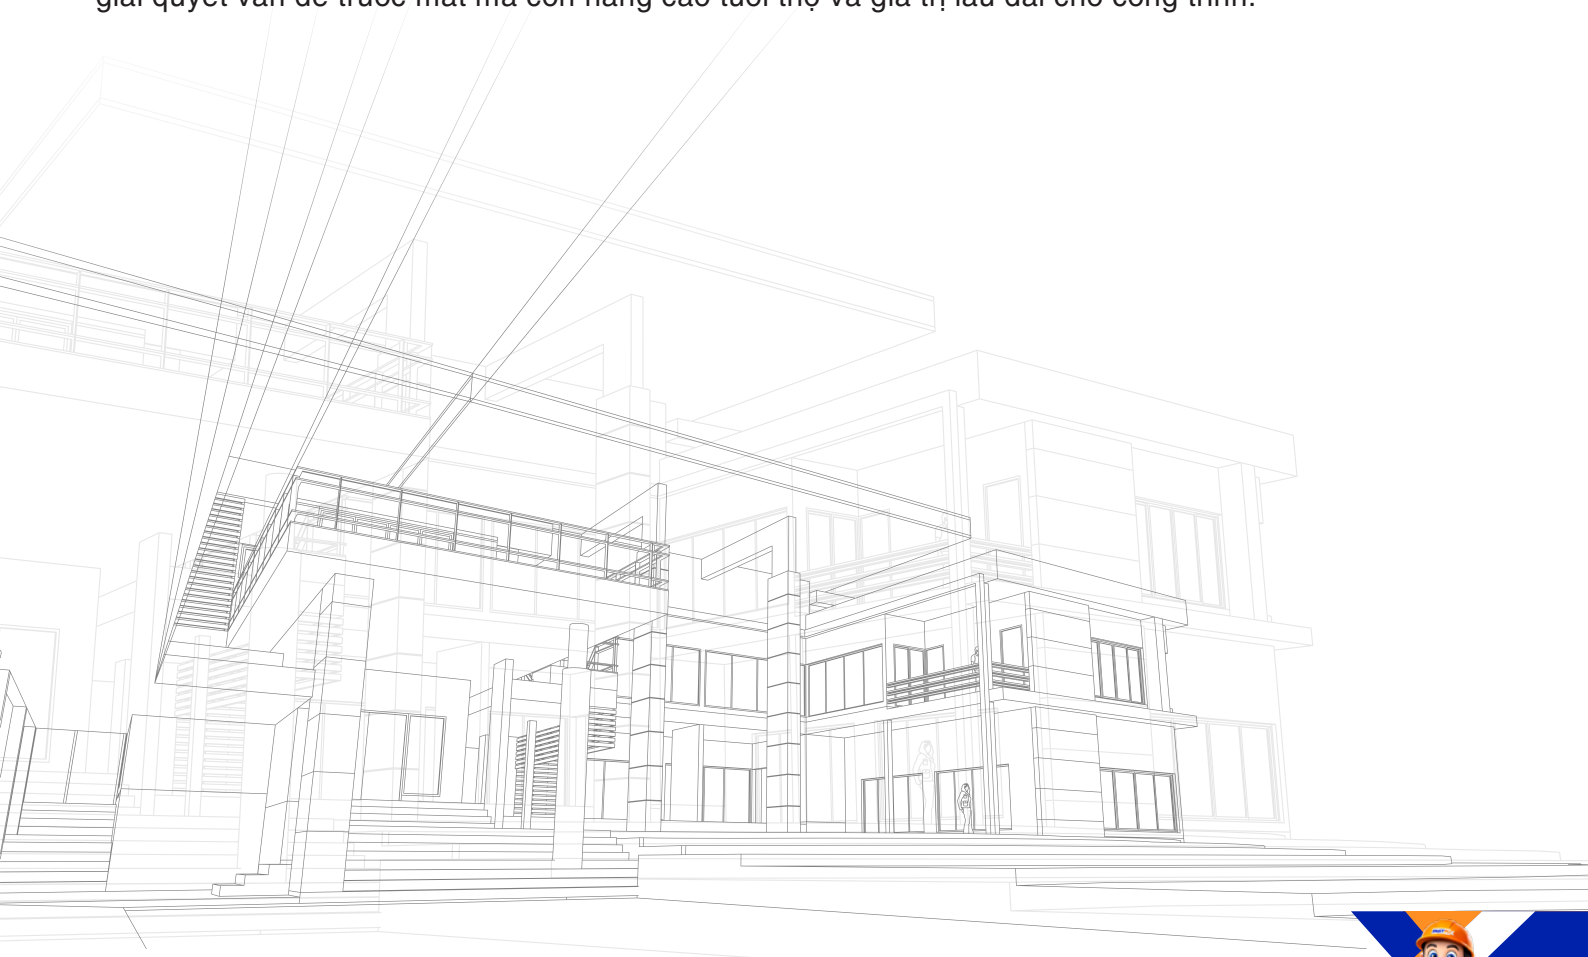 giải quyết vấn đề trước mắt mà còn nâng cao tuổi thọ và giá trị lâu dài cho công trình.